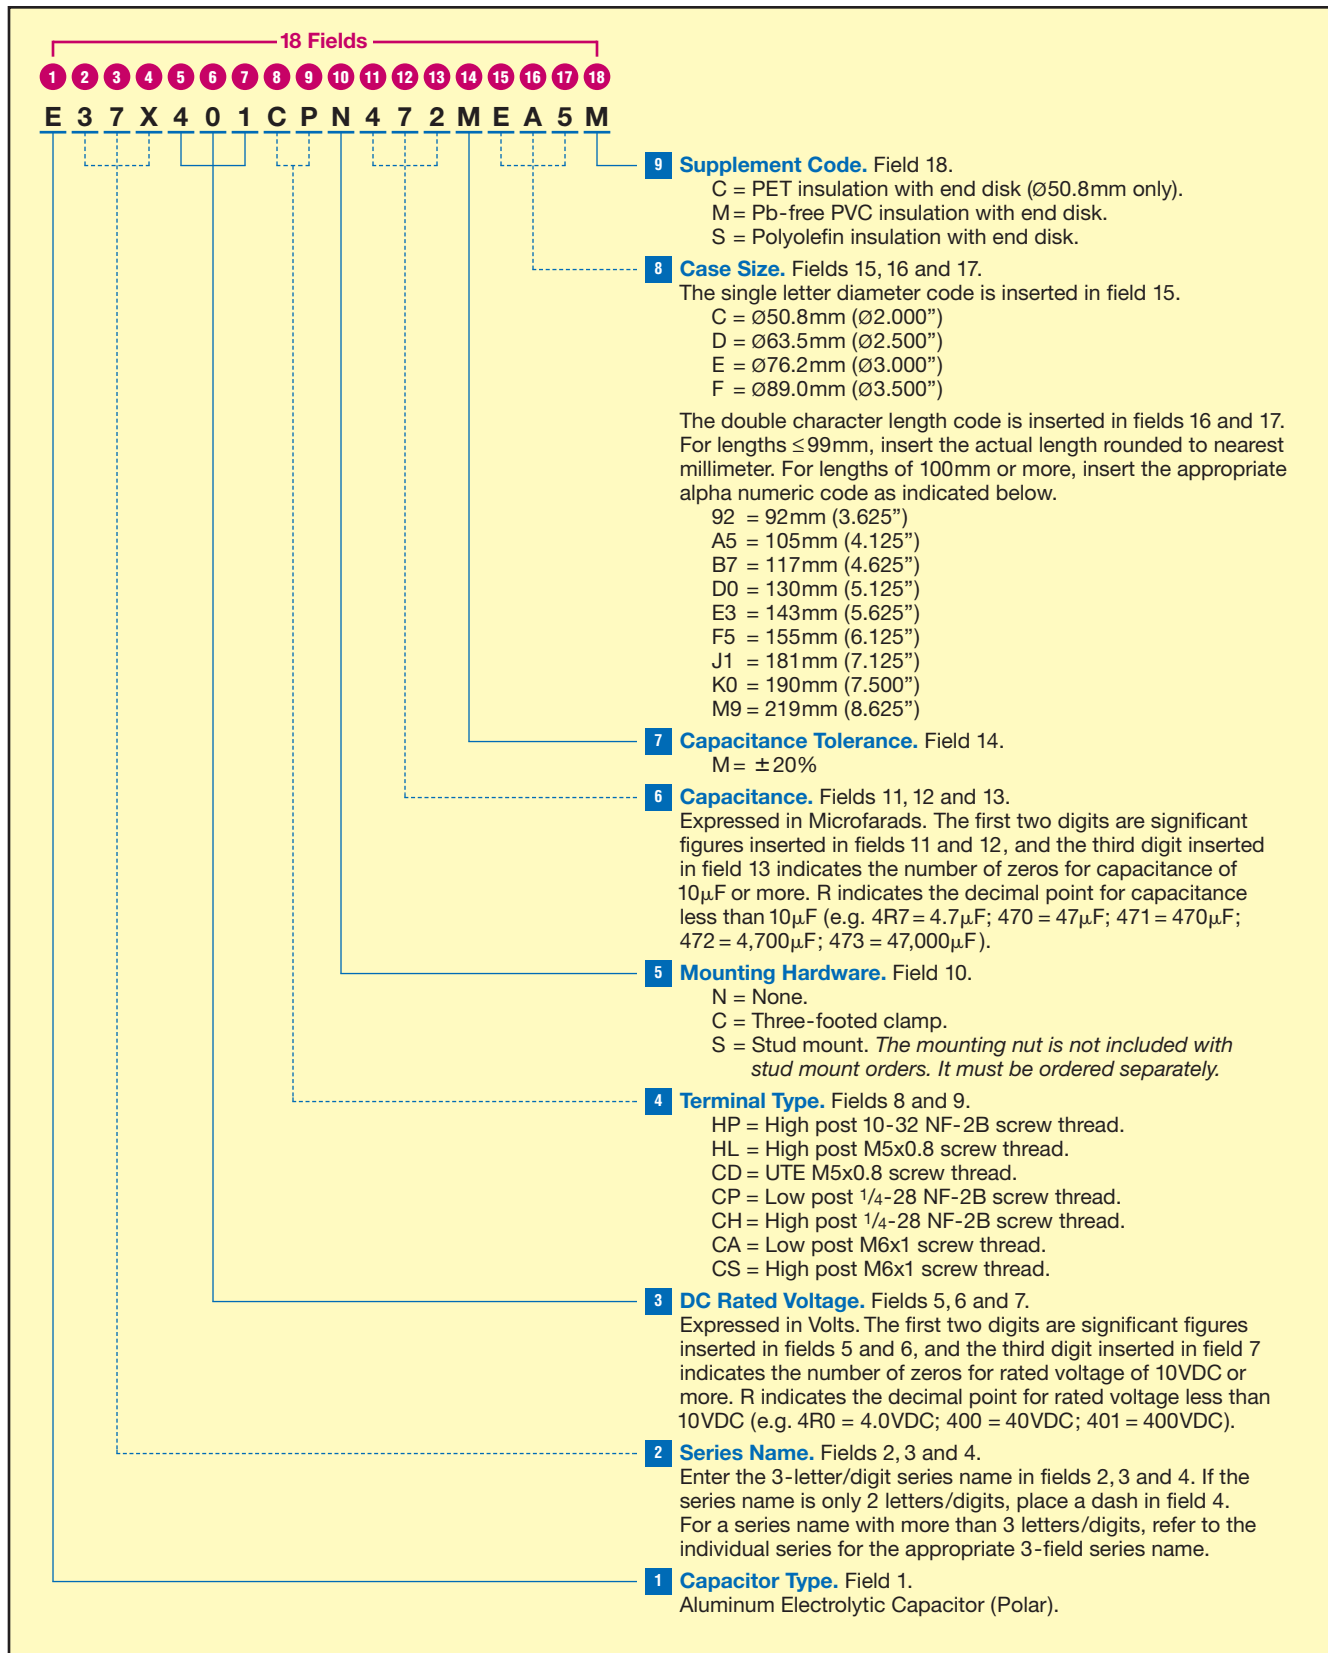 18 Fields
1 2 3 4 5 6 7 8 9 10 11 12 13 14 15 16 17 18
E 3 7 X 4 0 1 C P N 4 7 2 M E A 5 M
9 Supplement Code. Field 18.
C = PET insulation with end disk (Ø50.8mm only).
M = Pb-free PVC insulation with end disk.
S = Polyolefin insulation with end disk.
8 Case Size. Fields 15, 16 and 17.
The single letter diameter code is inserted in field 15.
C = Ø50.8mm (Ø2.000”)
D = Ø63.5mm (Ø2.500”)
E = Ø76.2mm (Ø3.000”)
F = Ø89.0mm (Ø3.500”)
The double character length code is inserted in fields 16 and 17.
For lengths ≤99mm, insert the actual length rounded to nearest
millimeter. For lengths of 100mm or more, insert the appropriate
alpha numeric code as indicated below.
92 = 92mm (3.625”)
A5 = 105mm (4.125”)
B7 = 117mm (4.625”)
D0 = 130mm (5.125”)
E3 = 143mm (5.625”)
F5 = 155mm (6.125”)
J1 = 181mm (7.125”)
K0 = 190mm (7.500”)
M9 = 219mm (8.625”)
7 Capacitance Tolerance. Field 14.
M = ±20%
6 Capacitance. Fields 11, 12 and 13.
Expressed in Microfarads. The first two digits are significant
figures inserted in fields 11 and 12, and the third digit inserted
in field 13 indicates the number of zeros for capacitance of
10µF or more. R indicates the decimal point for capacitance
less than 10µF (e.g. 4R7 = 4.7µF; 470 = 47µF; 471 = 470µF;
472 = 4,700µF; 473 = 47,000µF).
5 Mounting Hardware. Field 10.
N = None.
C = Three-footed clamp.
S = Stud mount. The mounting nut is not included with
stud mount orders. It must be ordered separately.
4 Terminal Type. Fields 8 and 9.
HP = High post 10-32 NF-2B screw thread.
HL = High post M5x0.8 screw thread.
CD = UTE M5x0.8 screw thread.
CP = Low post 1/4-28 NF-2B screw thread.
CH = High post 1/4-28 NF-2B screw thread.
CA = Low post M6x1 screw thread.
CS = High post M6x1 screw thread.
3 DC Rated Voltage. Fields 5, 6 and 7.
Expressed in Volts. The first two digits are significant figures
inserted in fields 5 and 6, and the third digit inserted in field 7
indicates the number of zeros for rated voltage of 10VDC or
more. R indicates the decimal point for rated voltage less than
10VDC (e.g. 4R0 = 4.0VDC; 400 = 40VDC; 401 = 400VDC).
2 Series Name. Fields 2, 3 and 4.
Enter the 3-letter/digit series name in fields 2, 3 and 4. If the
series name is only 2 letters/digits, place a dash in field 4.
For a series name with more than 3 letters/digits, refer to the
individual series for the appropriate 3-field series name.
1 Capacitor Type. Field 1.
Aluminum Electrolytic Capacitor (Polar).